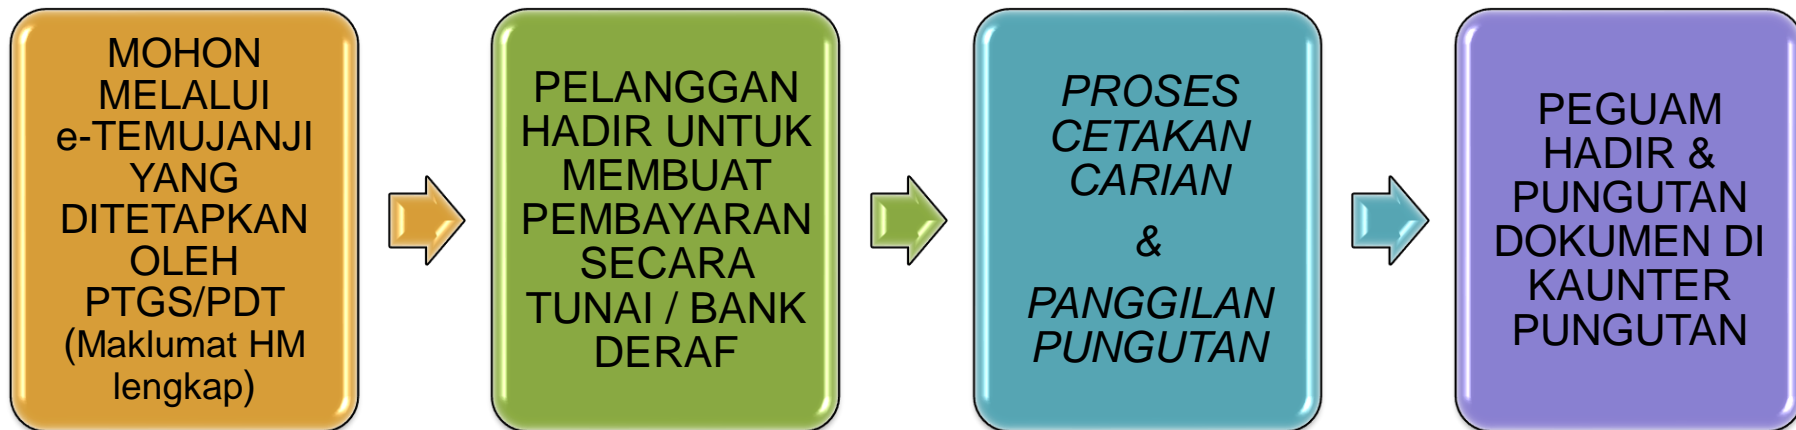 MOHON
MELALUI
e-TEMUJANJI
YANG
DITETAPKAN
OLEH
PTGS/PDT
(Maklumat HM
lengkap)
PELANGGAN
HADIR UNTUK
MEMBUAT
PEMBAYARAN
SECARA
TUNAI / BANK
DERAF
PROSES
CETAKAN
CARIAN
&
PANGGILAN
PUNGUTAN
PEGUAM
HADIR &
PUNGUTAN
DOKUMEN DI
KAUNTER
PUNGUTAN